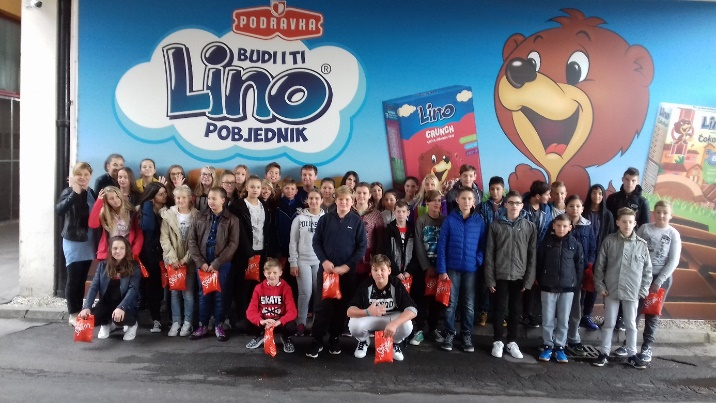 PODRAVKA
BUDI I TI
Lino®
POBJEDNIK
Lino
CRUNCH
Lino
SKATE